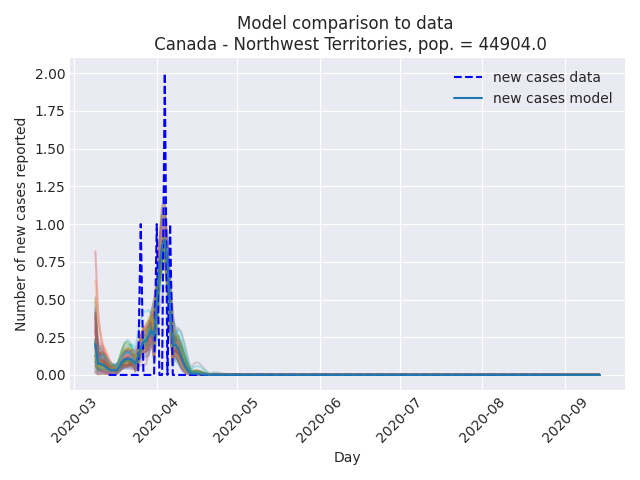 Model comparison to data
Canada - Northwest Territories, pop. = 44904.0
new cases data
new cases model
Number of new cases reported
2.00
1.75
1.50
1.25
1.00
0.75
0.50
0.25
0.00
2020-03
2020-04
2020-05
2020-06
2020-07
2020-08
2020-09
Day